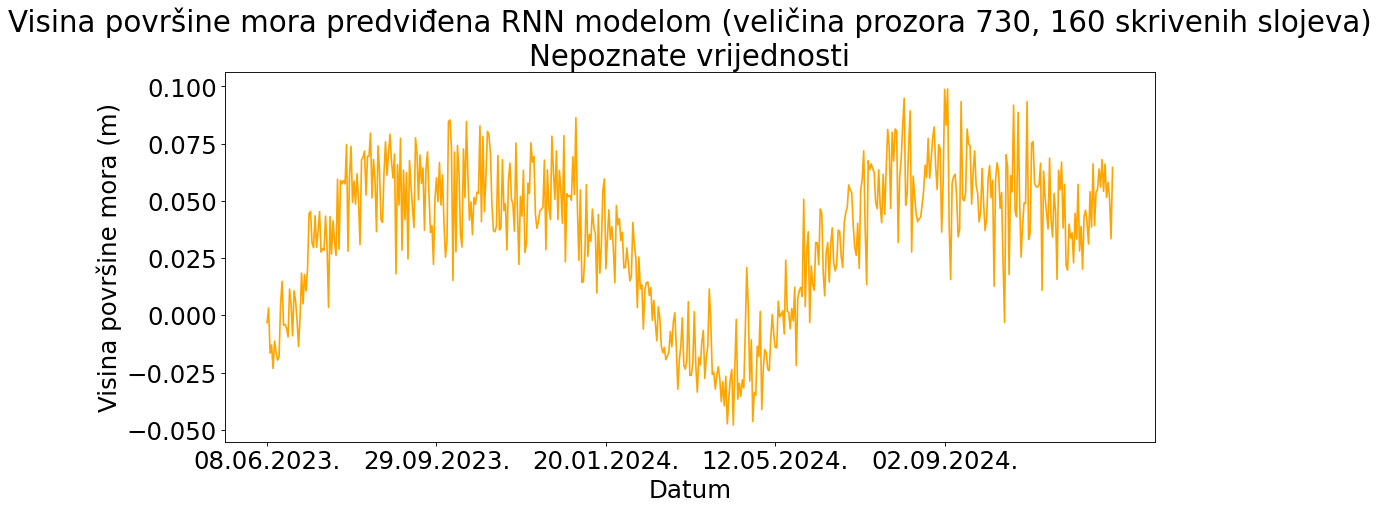 Visina površine mora predviđena RNN modelom (veličina prozora 730, 160 skrivenih slojeva)
Nepoznate vrijednosti
Visina površine mora (m)
0.100
0.075
0.050
0.025
0.000
−0.025
−0.050
08.06.2023. 29.09.2023. 20.01.2024. 12.05.2024. 02.09.2024.
Datum